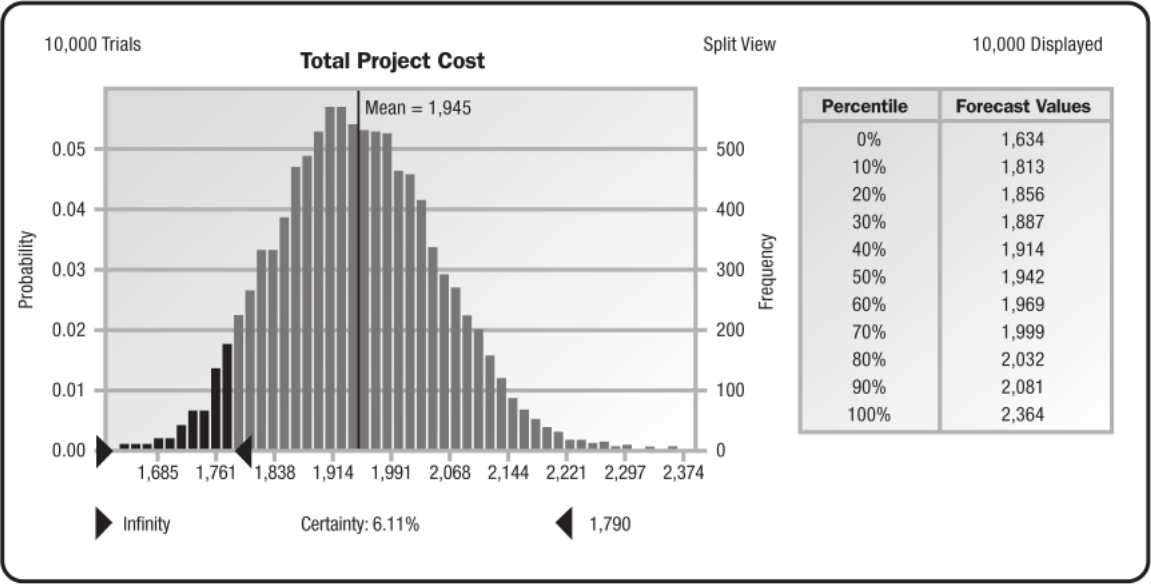 10,000 Trials
Split View
10,000 Displayed
Total Project Cost
Mean = 1,945
Probability
0.05
0.04
0.03
0.02
0.01
0.00
500
400
300
200
100
0
Frequency
1,685 1,761 1,838 1,914 1,991 2,068 2,144 2,221 2,297 2,374
Infinity
Certainty: 6.11%
1,790
Percentile Forecast Values
0% 1,634
10% 1,813
20% 1,856
30% 1,887
40% 1,914
50% 1,942
60% 1,969
70% 1,999
80% 2,032
90% 2,081
100% 2,364